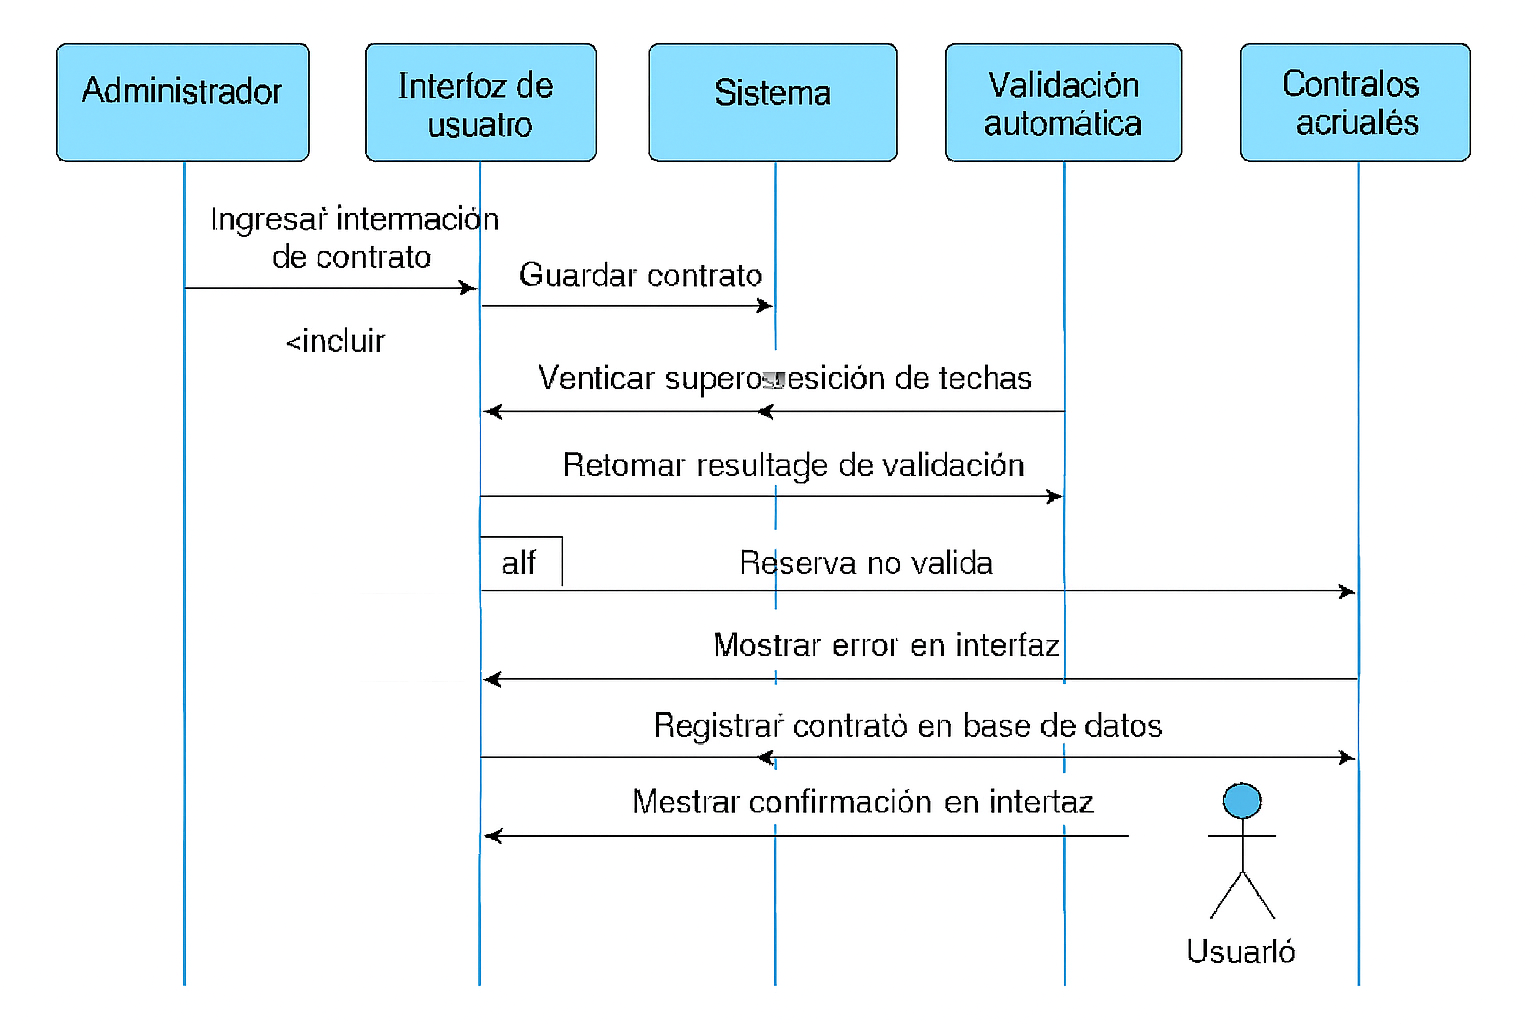 Administrador
Interfoz de
usuatro
Sistema
Validación
automática
Contralos
acriualés
Ingresar intermación
de contrato
Guardar contrato
<incluir
Venticar de techas
Retomar resultage de validación
alf
Reserva no valida
Mostrar error en interfaz
Registrar contrató en base de datos
Mestrar confirmación en intertaz
Usuarló